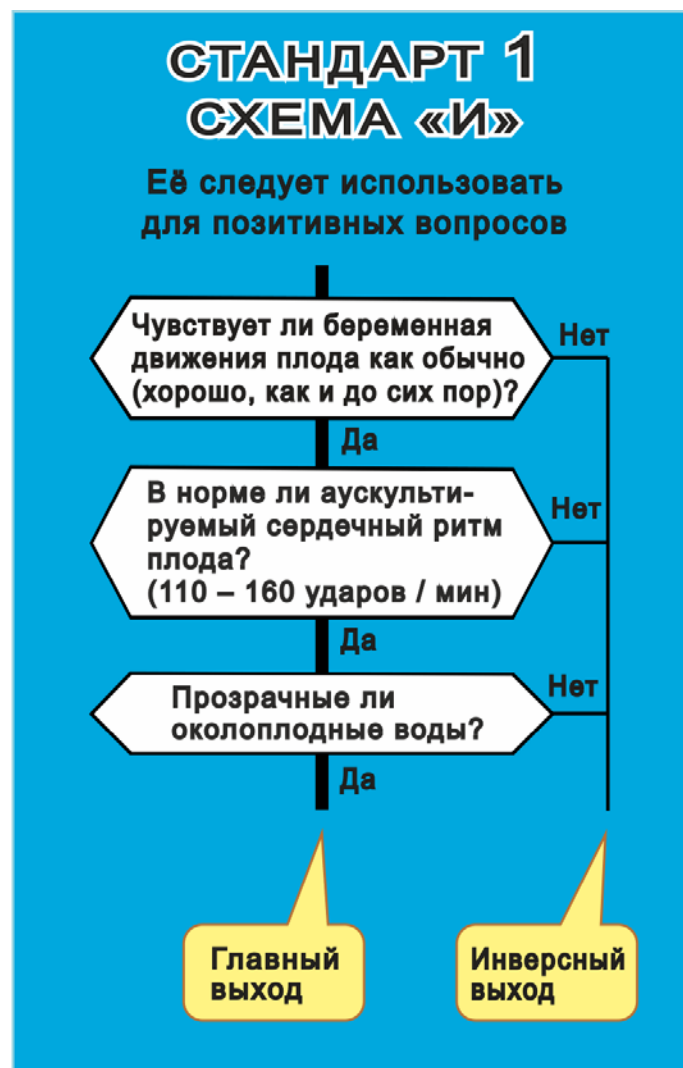 СТАНДАРТ 1
СХЕМА «И»
Её следует использовать
для позитивных вопросов
Чувствует ли беременная
движения плода как обычно
(хорошо, как и до сих пор)?
Нет
Да
В норме ли аускульти-
руемый сердечный ритм
плода?
(110 – 160 ударов / мин)
Нет
Да
Прозрачные ли
околоплодные воды?
Нет
Да
Главный
выход
Инверсный
выход